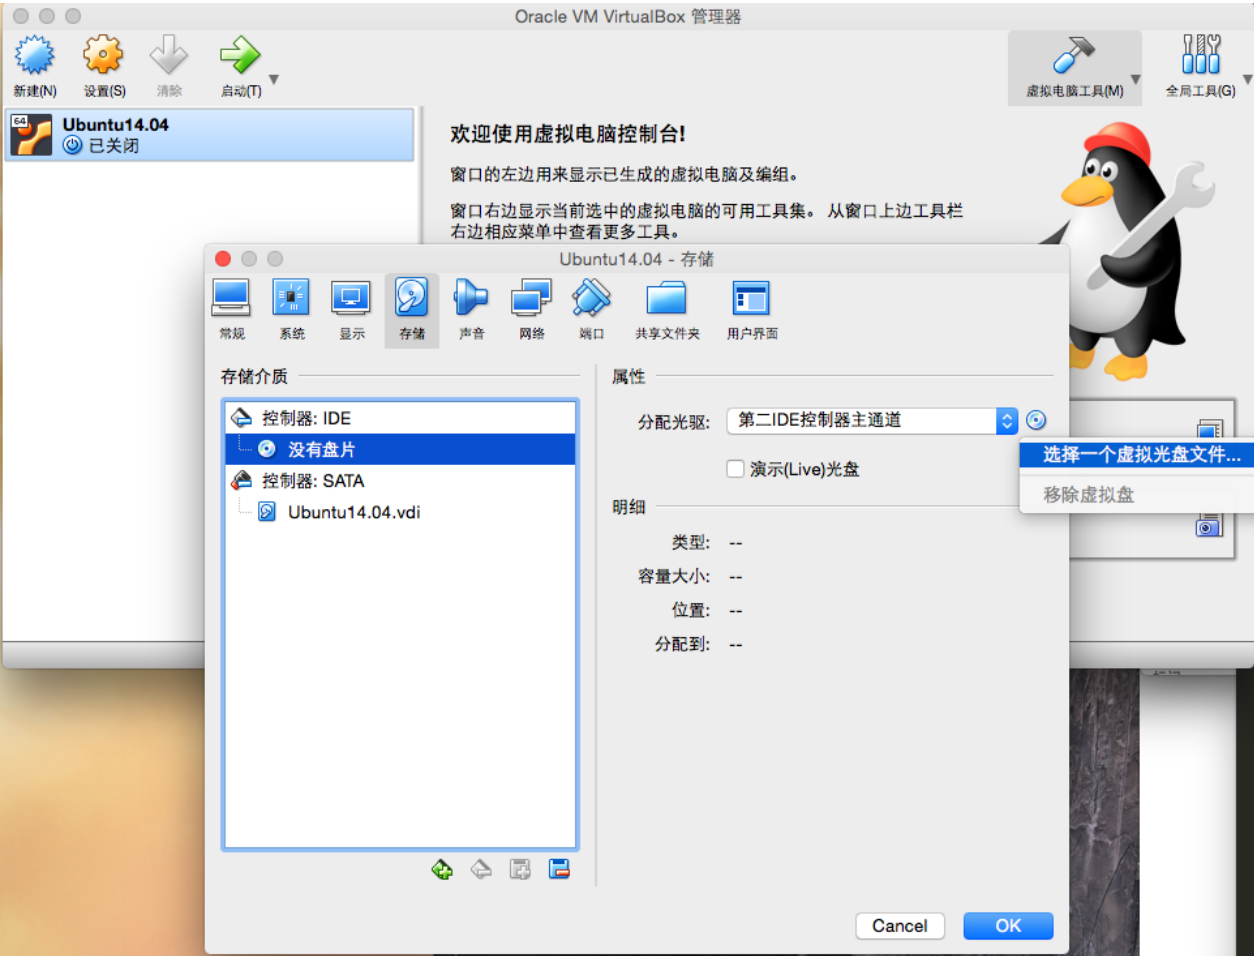 Oracle VM VirtualBox 管理器
新建(N)
设置(S)
清除
启动(T)
虚拟电脑工具(M)
全局工具(G)
64
Ubuntu14.04
已关闭
欢迎使用虚拟电脑控制台!
窗口的左边用来显示已生成的虚拟电脑及编组。
窗口右边显示当前选中的虚拟电脑的可用工具集。 从窗口上边工具栏
右边相应菜单中查看更多工具。
Ubuntu14.04 - 存储
常规
系统
显示
存储
声音
网络
端口
共享文件夹
用户界面
存储介质
控制器: IDE
没有盘片
控制器: SATA
Ubuntu14.04.vdi
属性
分配光驱: 第二IDE控制器主通道
演示(Live)光盘
选择一个虚拟光盘文件...
移除虚拟盘
明细
类型: --
容量大小: --
位置: --
分配到: --
Cancel
OK